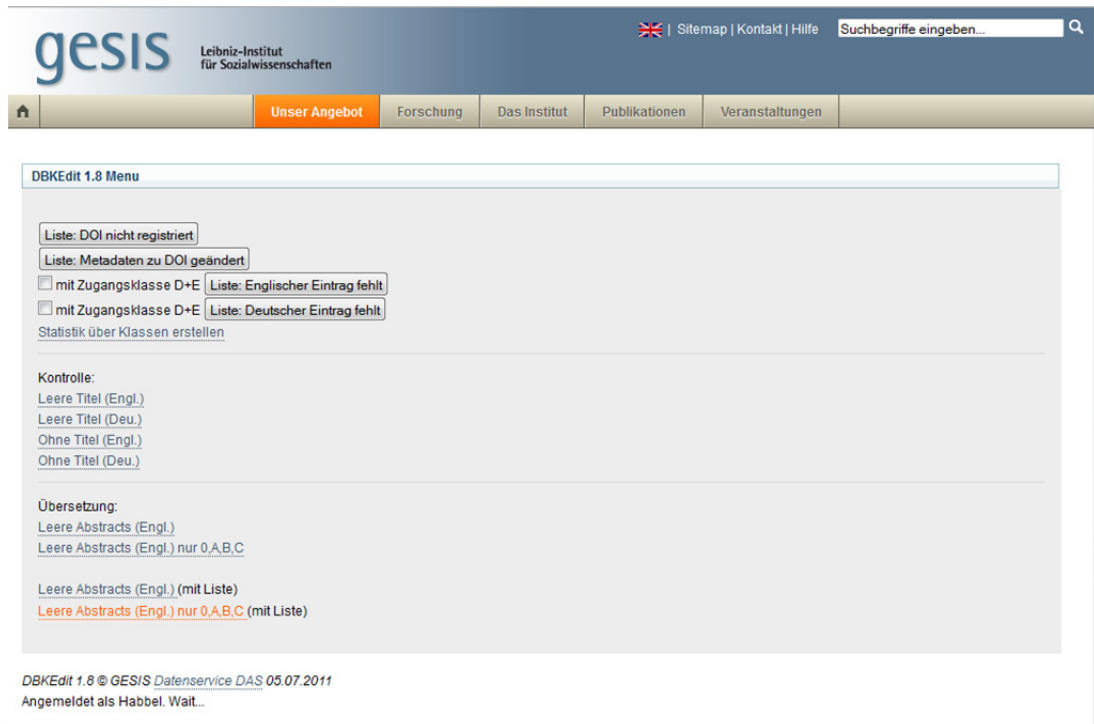 | Sitemap | Kontakt | Hilfe Suchbegriffe eingeben...
gesis
Leibniz-Institut
für Sozialwissenschaften
Unser Angebot Forschung Das Institut Publikationen Veranstaltungen
DBKEdit 1.8 Menu
Liste: DOI nicht registriert
Liste: Metadaten zu DOI geändert
mit Zugangsklasse D+E Liste: Englischer Eintrag fehlt
mit Zugangsklasse D+E Liste: Deutscher Eintrag fehlt
Statistik über Klassen erstellen
Kontrolle:
Leere Titel (Engl.)
Leere Titel (Deu.)
Ohne Titel (Engl.)
Ohne Titel (Deu.)
Übersetzung:
Leere Abstracts (Engl.)
Leere Abstracts (Engl.) nur 0,A,B,C
Leere Abstracts (Engl.) (mit Liste)
Leere Abstracts (Engl.) nur 0,A,B,C (mit Liste)
DBKEdit 1.8 © GESIS Datenservice DAS 05.07.2011
Angemeldet als Habbel. Wait...